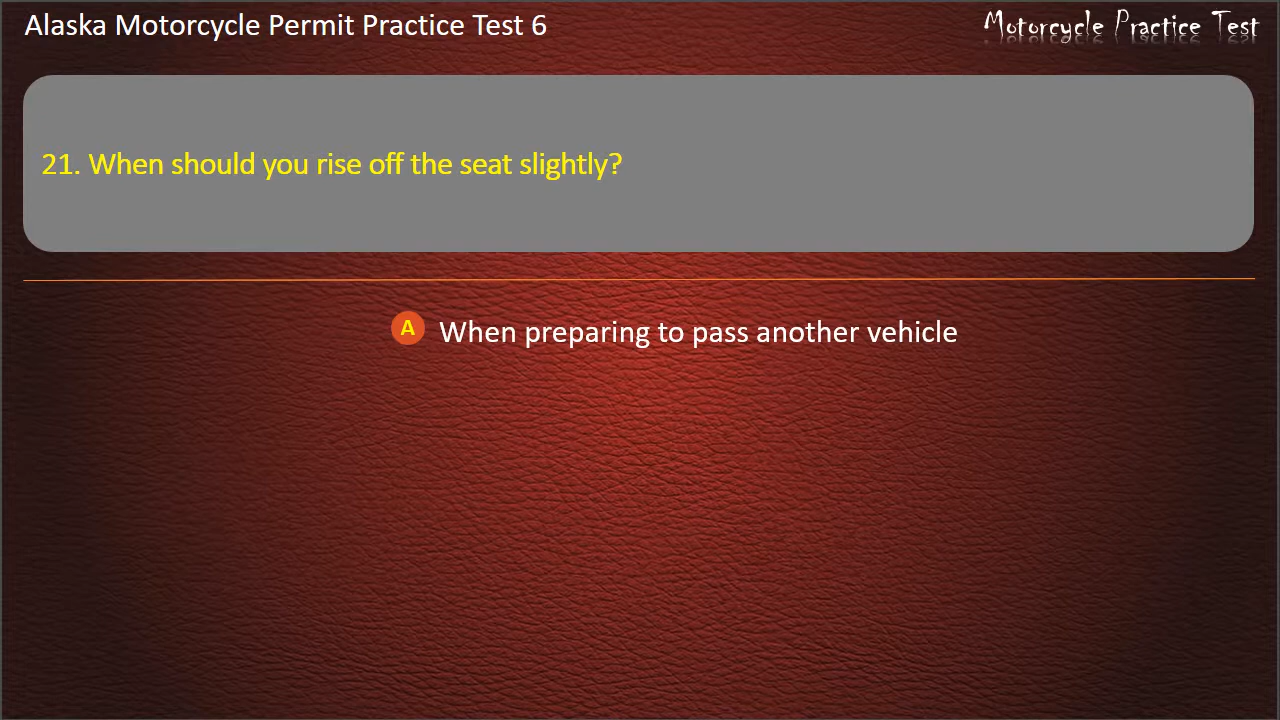 Alaska Motorcycle Permit Practice Test 6
Motorcycle Practice Test
21. When should you rise off the seat slightly?
A When preparing to pass another vehicle